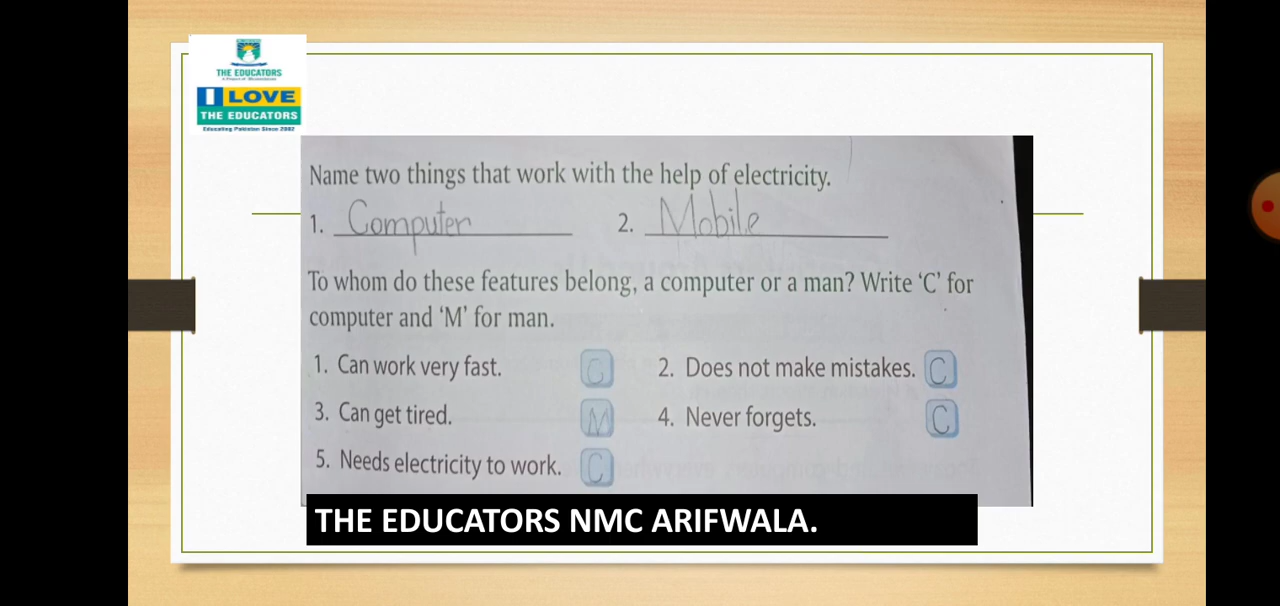 THE EDUCATORS
I LOVE
THE EDUCATORS
Educating Pakistan Since 2002
Name two things that work with the help of electricity.
1. Computer 2. Mobile
To whom do these features belong, a computer or a man? Write ‘C’ for
computer and ‘M’ for man.
1. Can work very fast. C 2. Does not make mistakes. C
3. Can get tired. M 4. Never forgets. C
5. Needs electricity to work. C
THE EDUCATORS NMC ARIFWALA.